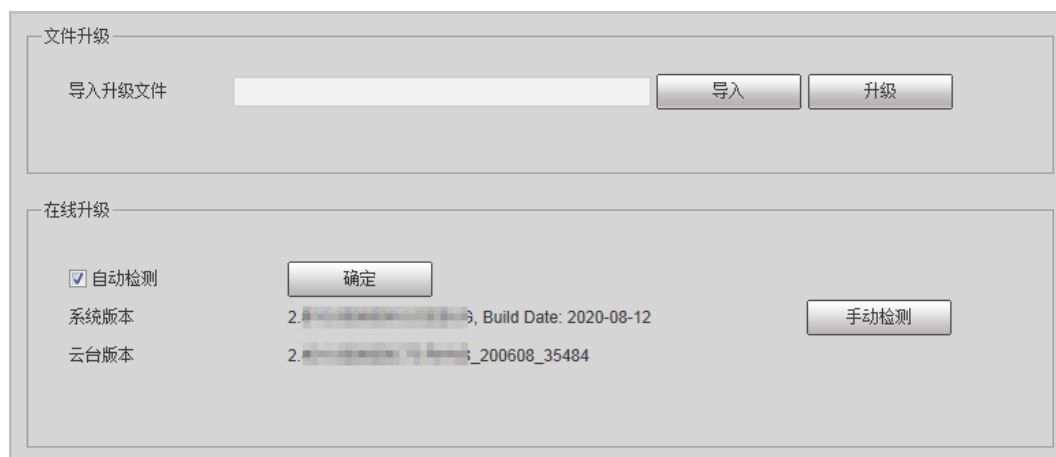 文件升级
导入升级文件 导入 升级
在线升级
自动检测 确定
系统版本 2. G, Build Date: 2020-08-12 手动检测
云台版本 2. _200608_35484